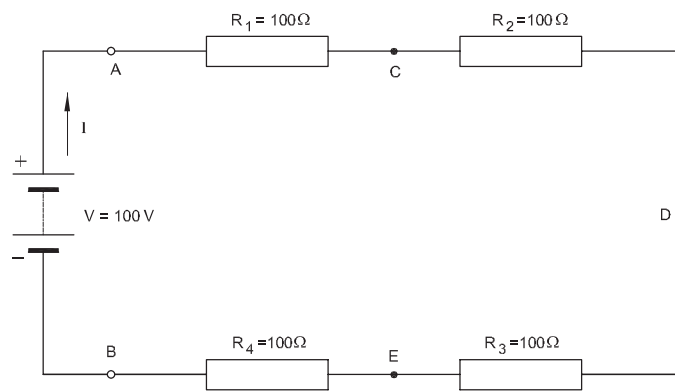 R1 = 100Ω
R2 = 100Ω
A
C
I
+
V = 100 V
D
−
B
R4 = 100Ω
E
R3 = 100Ω